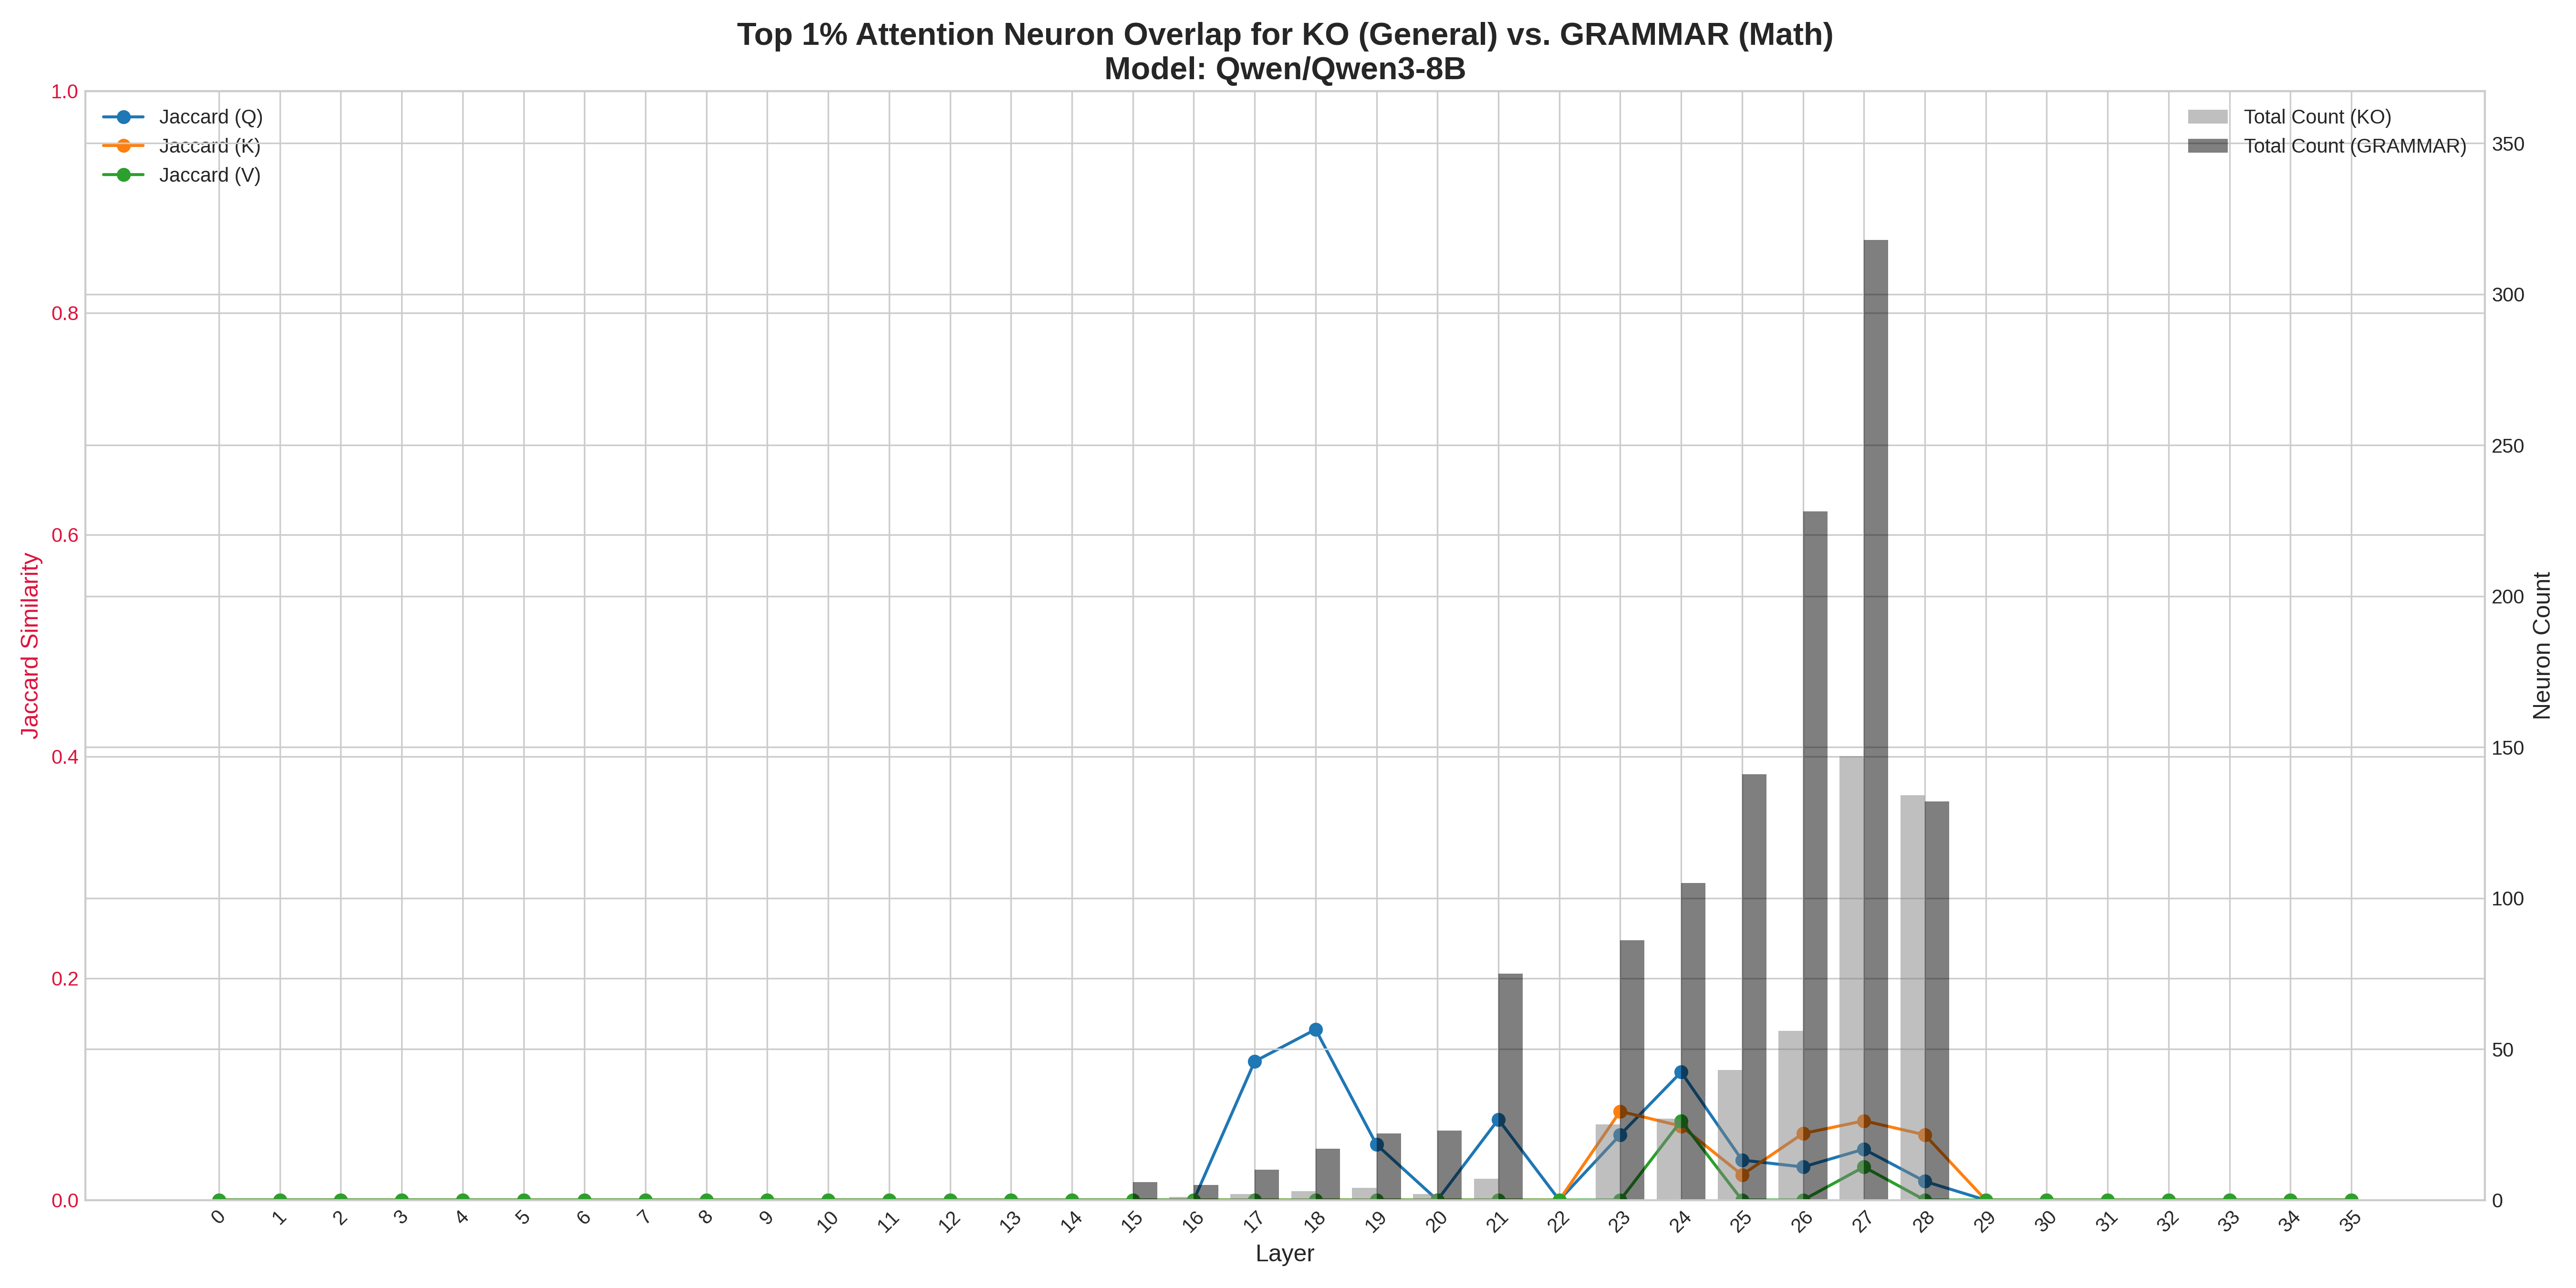 Top 1% Attention Neuron Overlap for KO (General) vs. GRAMMAR (Math)
Model: Qwen/Qwen3-8B
Jaccard (Q)
Jaccard (K)
Jaccard (V)
Total Count (KO)
Total Count (GRAMMAR)
Jaccard Similarity
1.0
0.8
0.6
0.4
0.2
0.0
Neuron Count
350
300
250
200
150
100
50
0
0 1 2 3 4 5 6 7 8 9 10 11 12 13 14 15 16 17 18 19 20 21 22 23 24 25 26 27 28 29 30 31 32 33 34 35
Layer